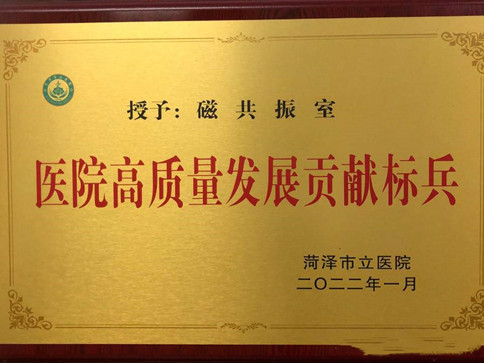 授予：磁共振室
医院高质量发展贡献标兵
菏泽市立医院
二〇二二年一月